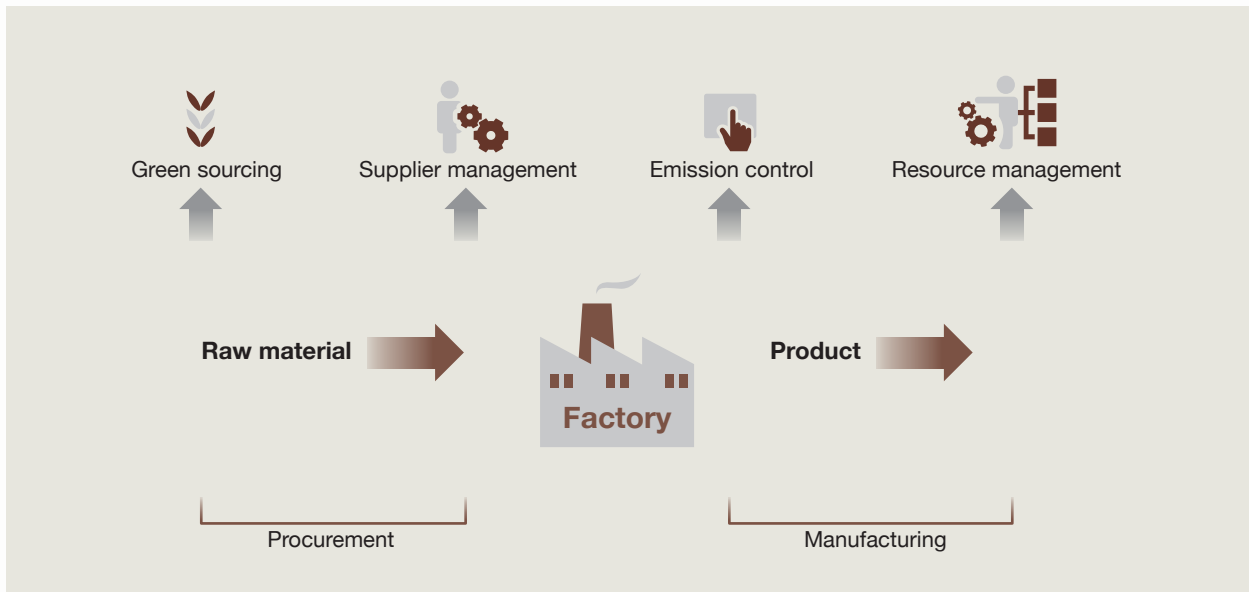 Green sourcing
Supplier management
Emission control
Resource management
Raw material
Factory
Product
Procurement
Manufacturing